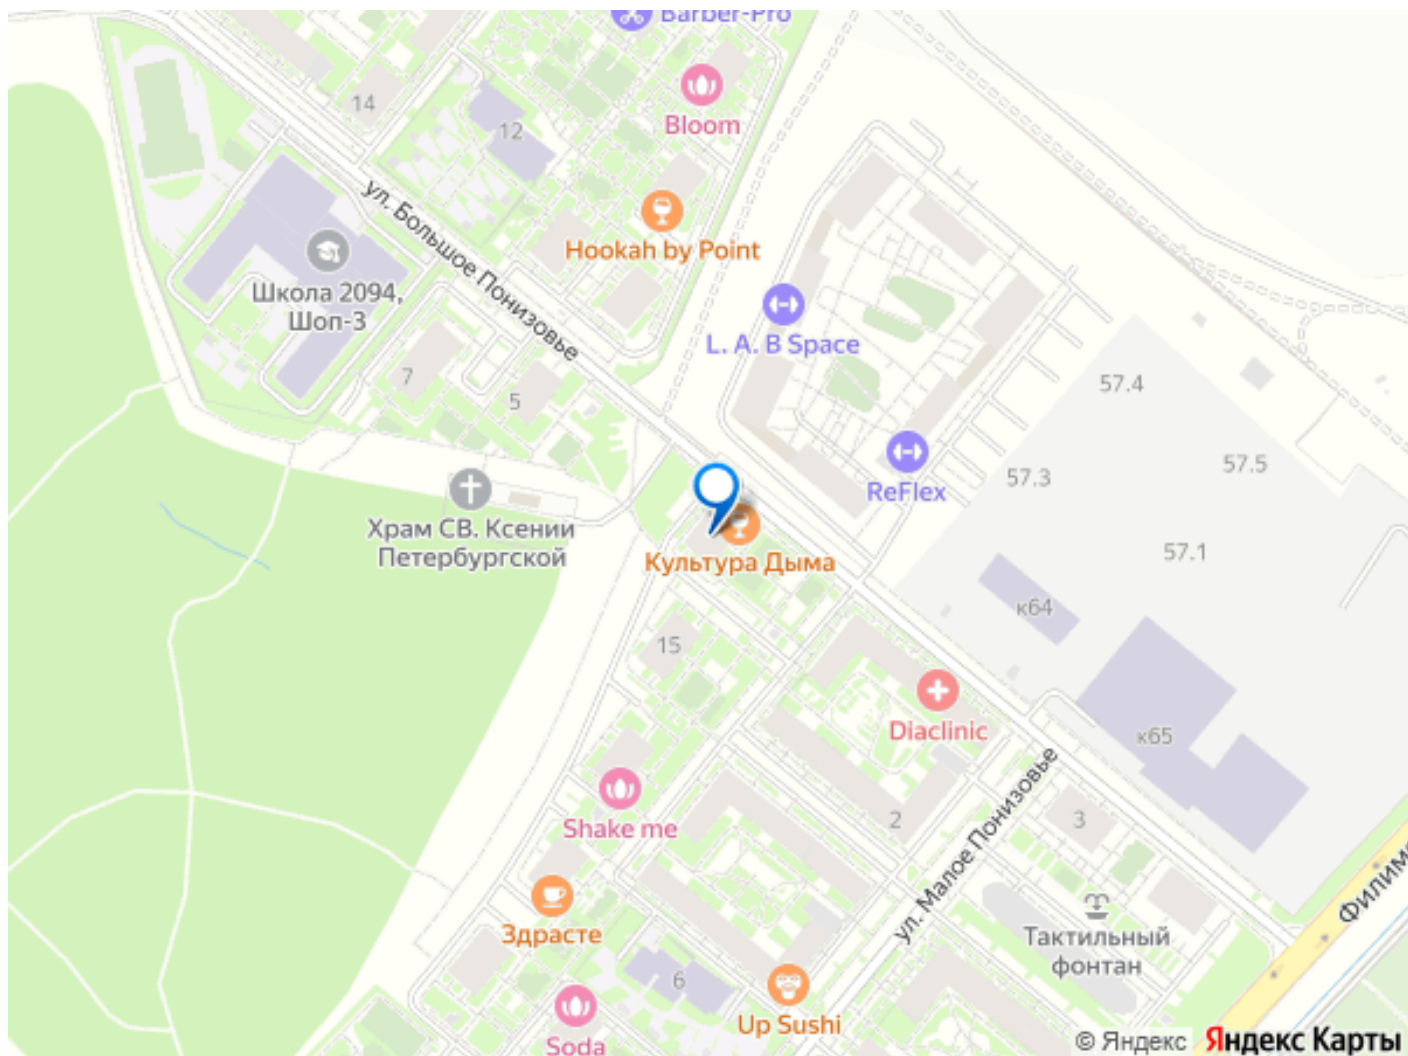 Barber-Pro
14
Bloom
12
ул. Большое Понизовье
Hookah by Point
Школа 2094,
Шоп-3
L. A. B Space
7
5
57.4
57.3
57.5
ReFlex
Храм СВ. Ксении
Петербургской
Культура Дыма
57.1
к64
15
Diaclinic
к65
Shake me
2
ул. Малое Понизовье
3
Здрасте
Тактильный
фонтан
6
Up Sushi
Soda
© Яндекс Яндекс Карты